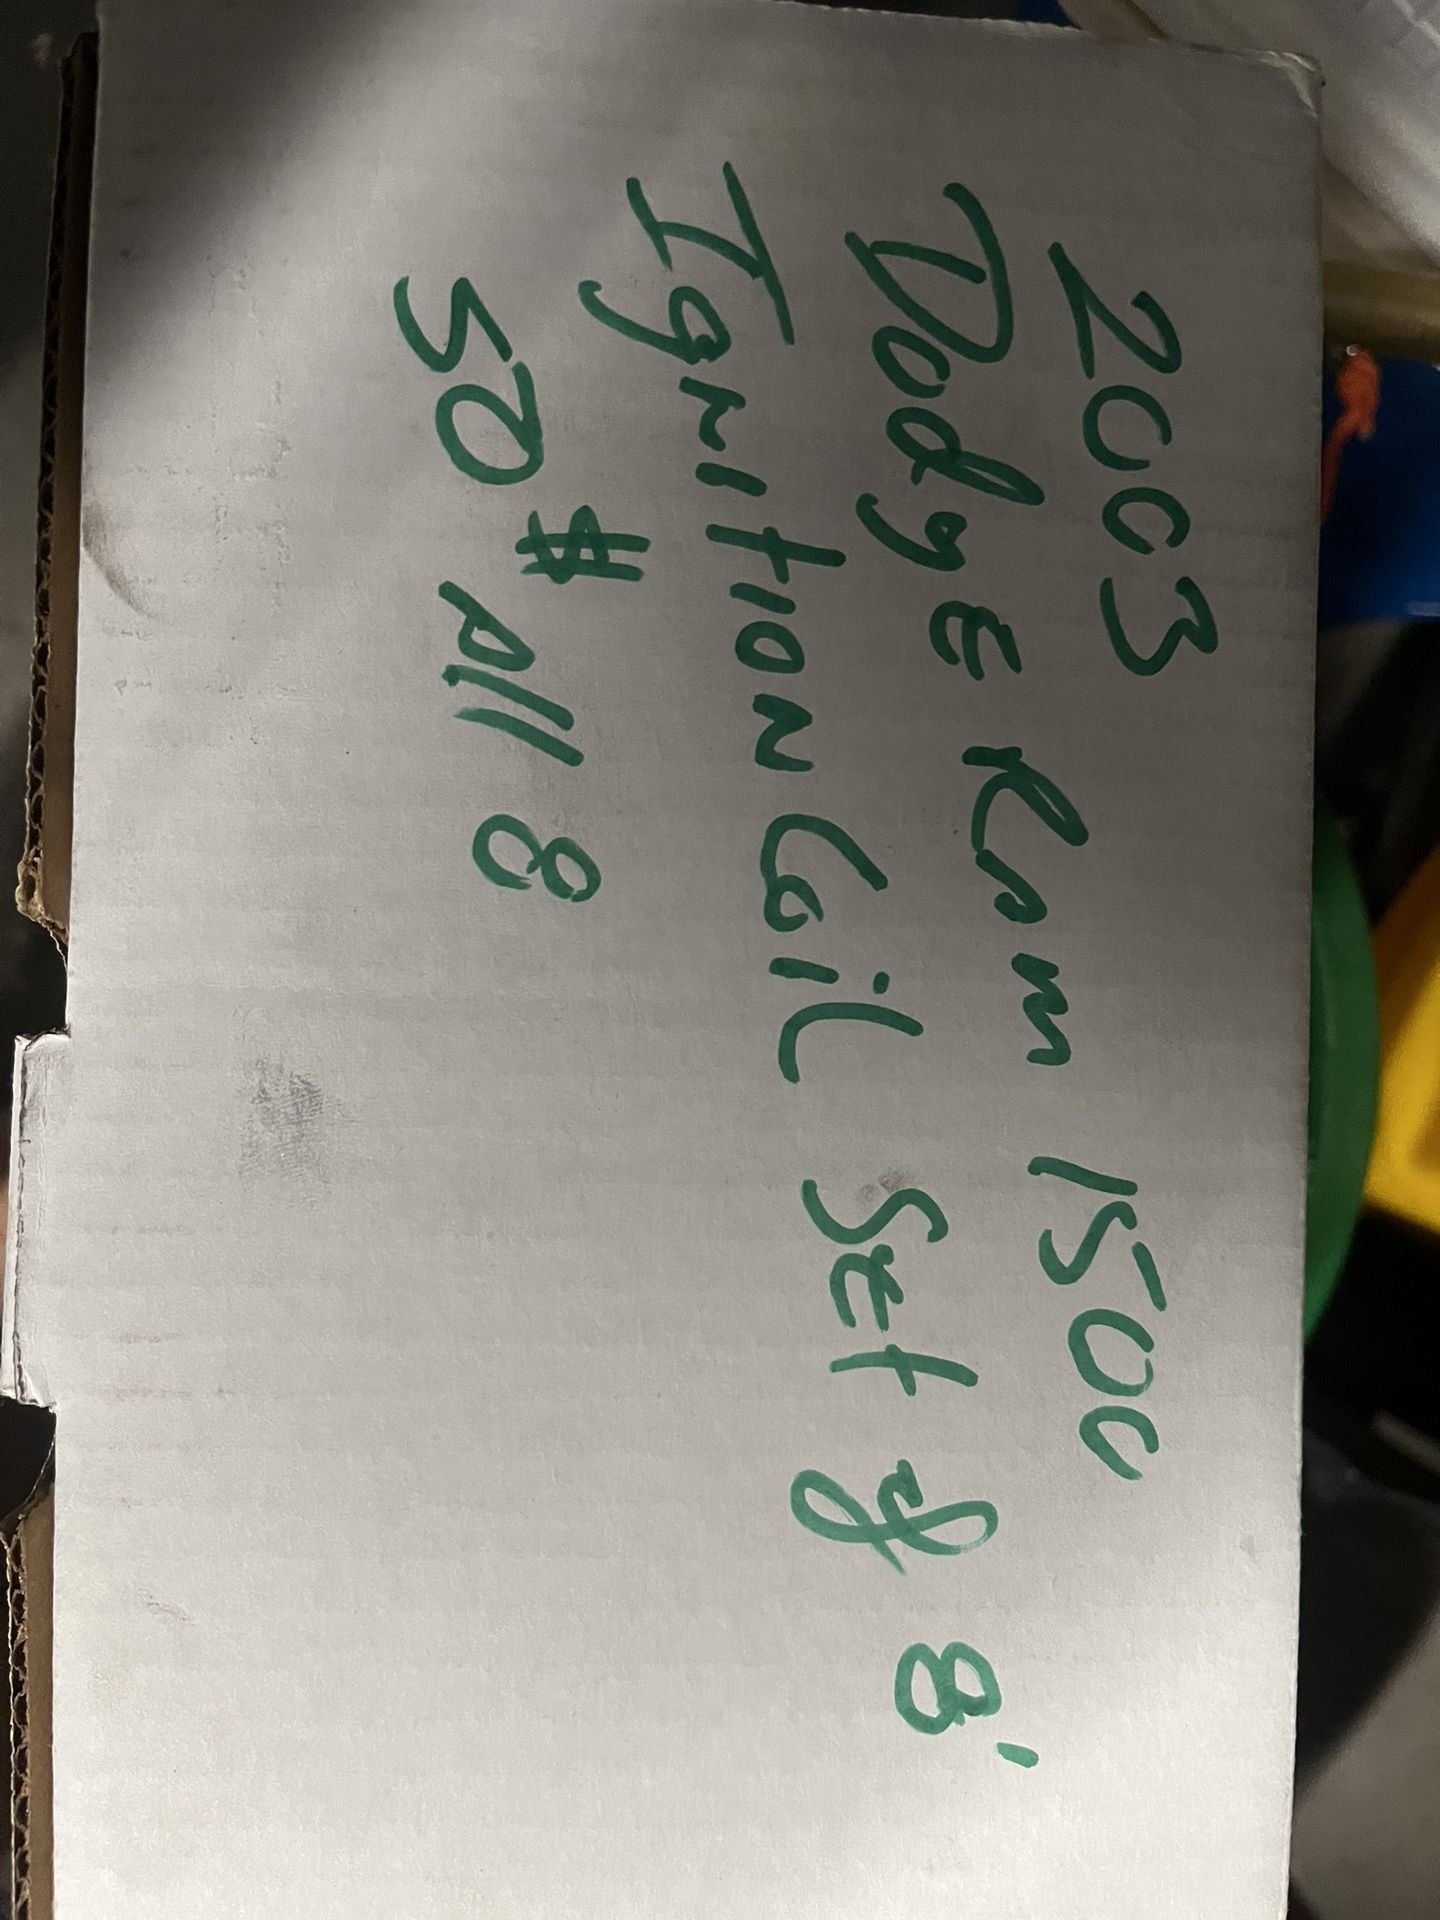 2003
Dodge Ram 1500
Ignition Coil Set of 8'
50 $ All 8